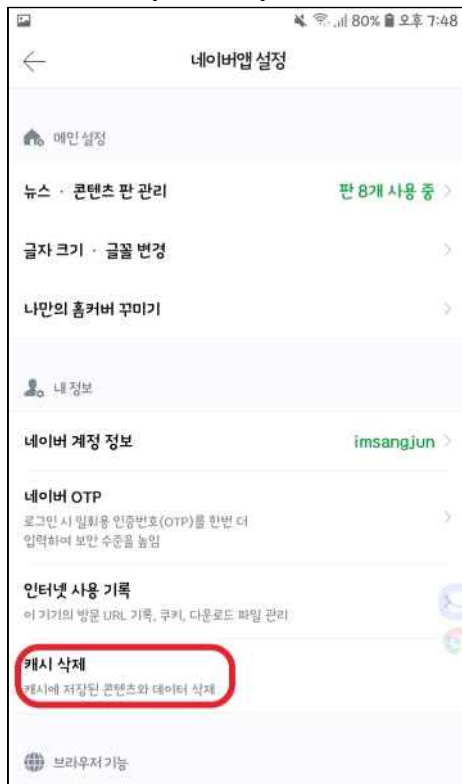 80% 오후 7:48
네이버앱 설정
메인 설정
뉴스 · 콘텐츠 판 관리 판 8개 사용 중
글자 크기 · 글꼴 변경
나만의 홈커버 꾸미기
내 정보
네이버 계정 정보 imsangjun
네이버 OTP
로그인 시 일회용 인증번호(OTP)를 한번 더
입력하여 보안 수준을 높임
인터넷 사용 기록
이 기기의 방문 URL 기록, 쿠키, 다운로드 파일 관리
캐시 삭제
캐시에 저장된 콘텐츠와 데이터 삭제
브라우저 기능